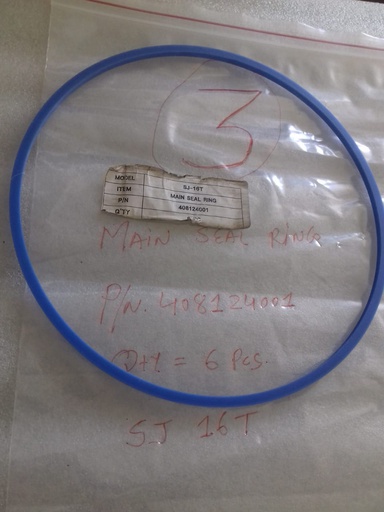 3
MODEL SJ-16T
ITEM MAIN SEAL RING
P/N 408124001
Q'TY
MAIN SEAL RING
P/N. 408124001
Qty = 6 Pcs.
SJ 16T